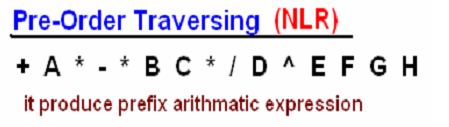 Pre-Order Traversing (NLR)
+ A * - * B C * / D ^ E F G H
it produce prefix arithmatic expression